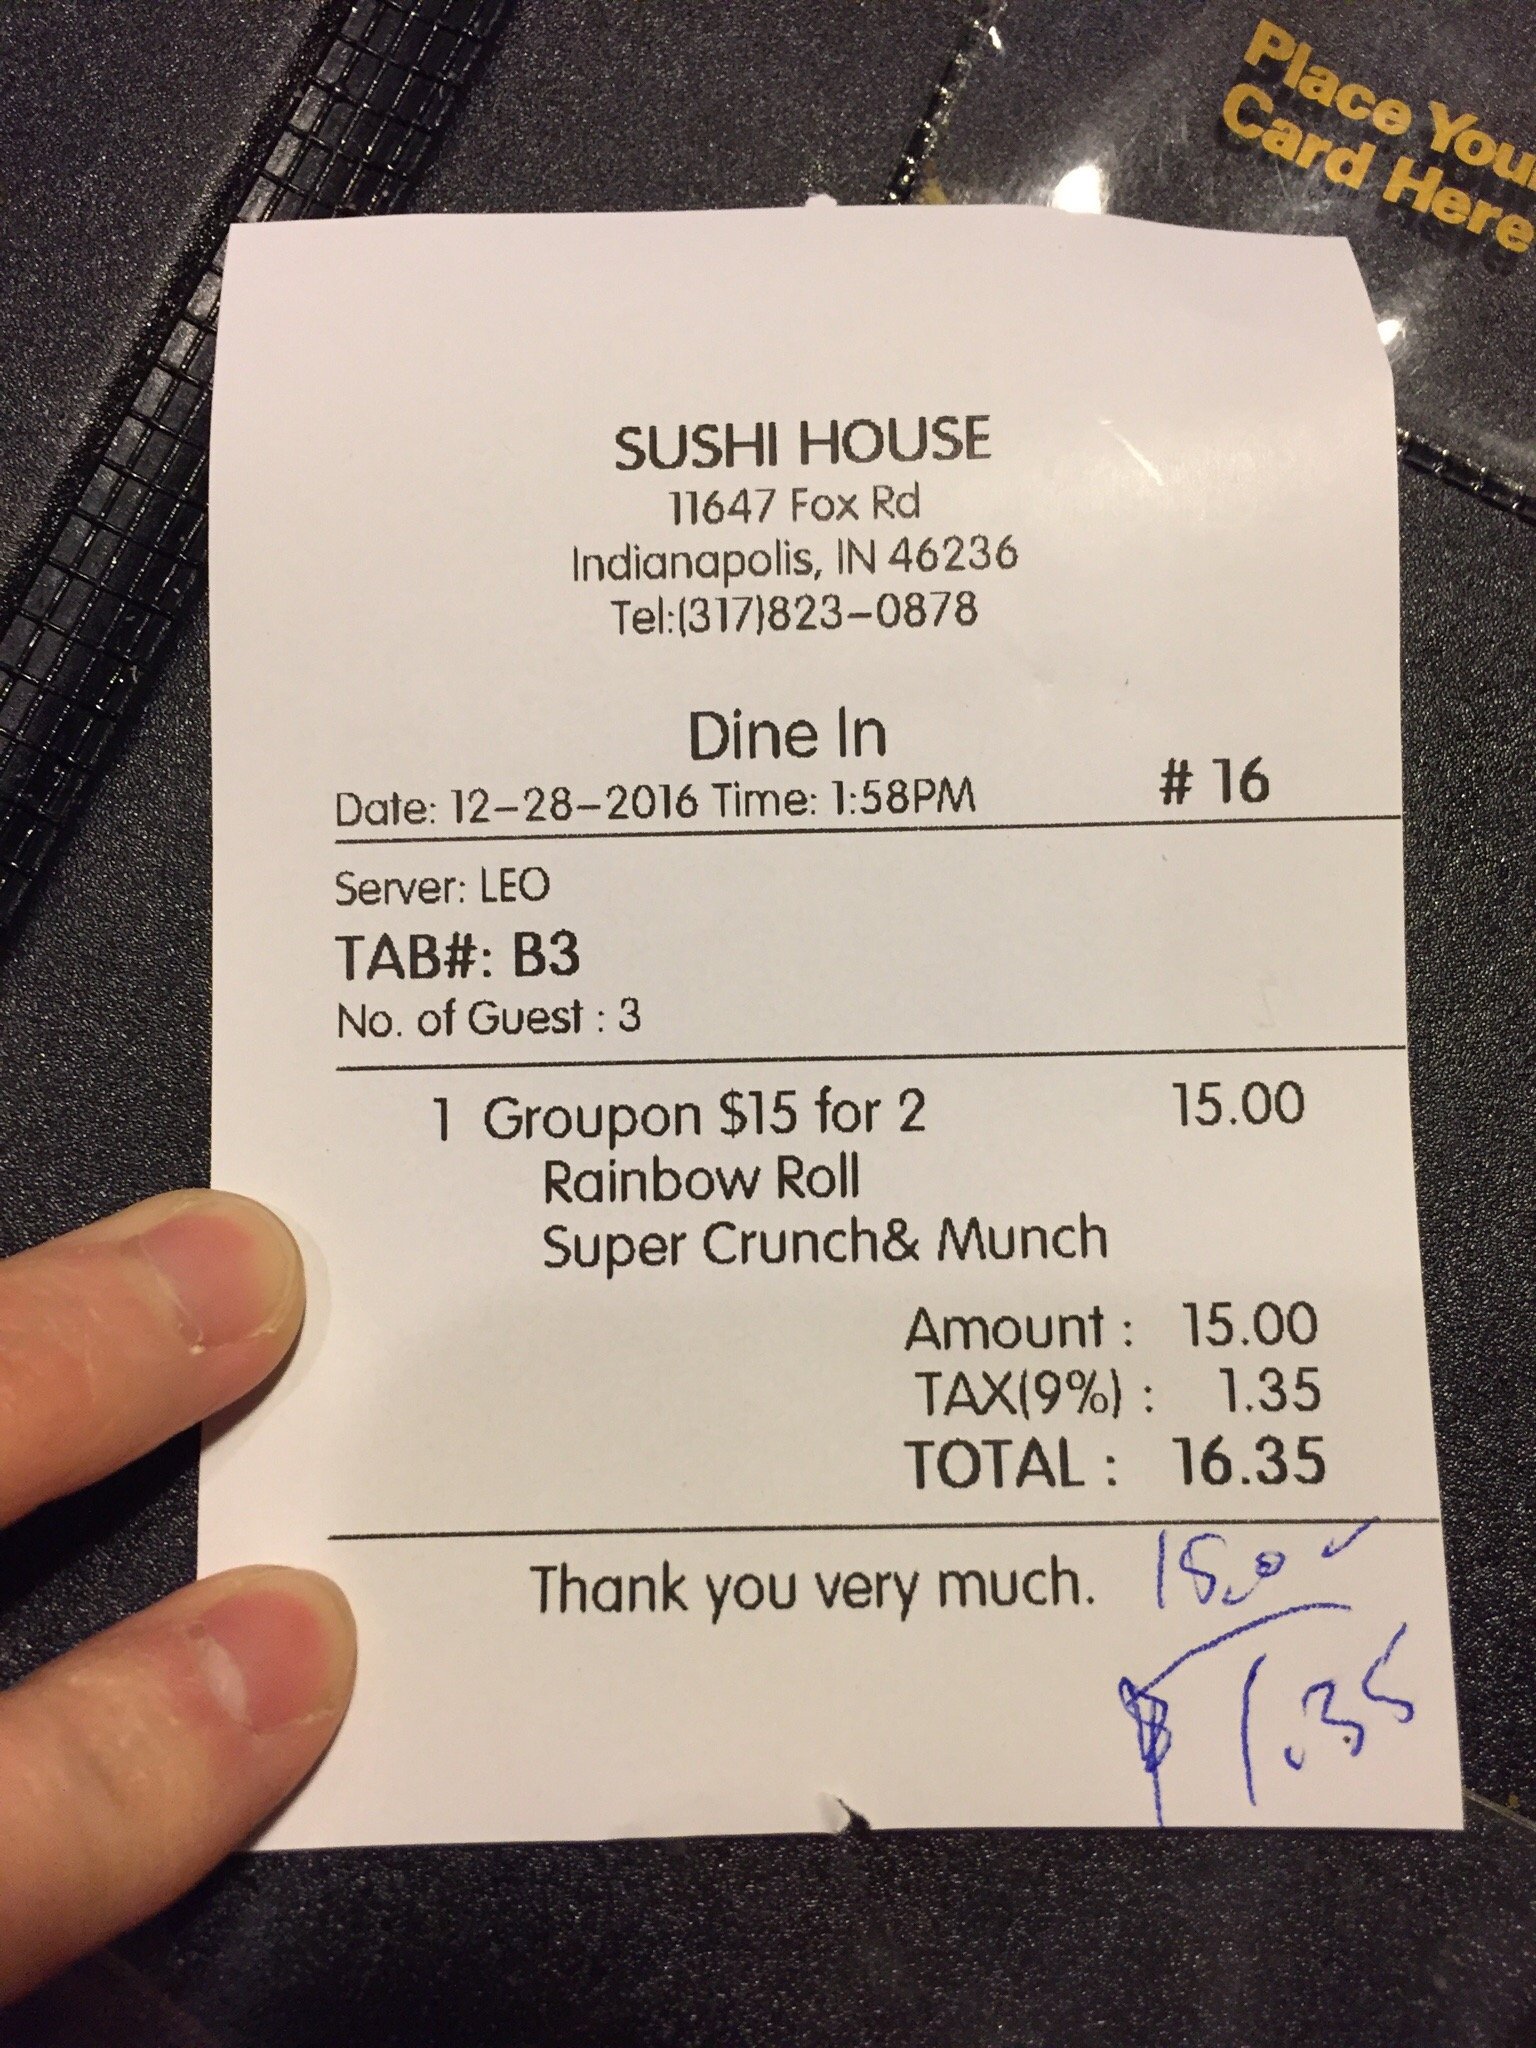 Place Your
Card Here
SUSHI HOUSE
11647 Fox Rd
Indianapolis, IN 46236
Tel:(317)823-0878
Dine In
Date: 12-28-2016 Time: 1:58PM # 16
Server: LEO
TAB#: B3
No. of Guest : 3
1 Groupon $15 for 2 15.00
Rainbow Roll
Super Crunch& Munch
Amount : 15.00
TAX(9%) : 1.35
TOTAL : 16.35
Thank you very much. 15.00
$ 1.35